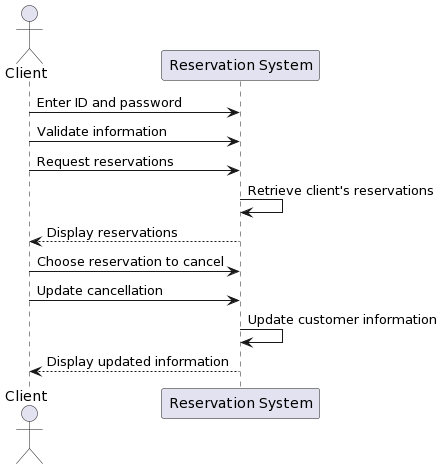 Client
Reservation System
Enter ID and password
Validate information
Request reservations
Retrieve client's reservations
Display reservations
Choose reservation to cancel
Update cancellation
Update customer information
Display updated information
Client
Reservation System